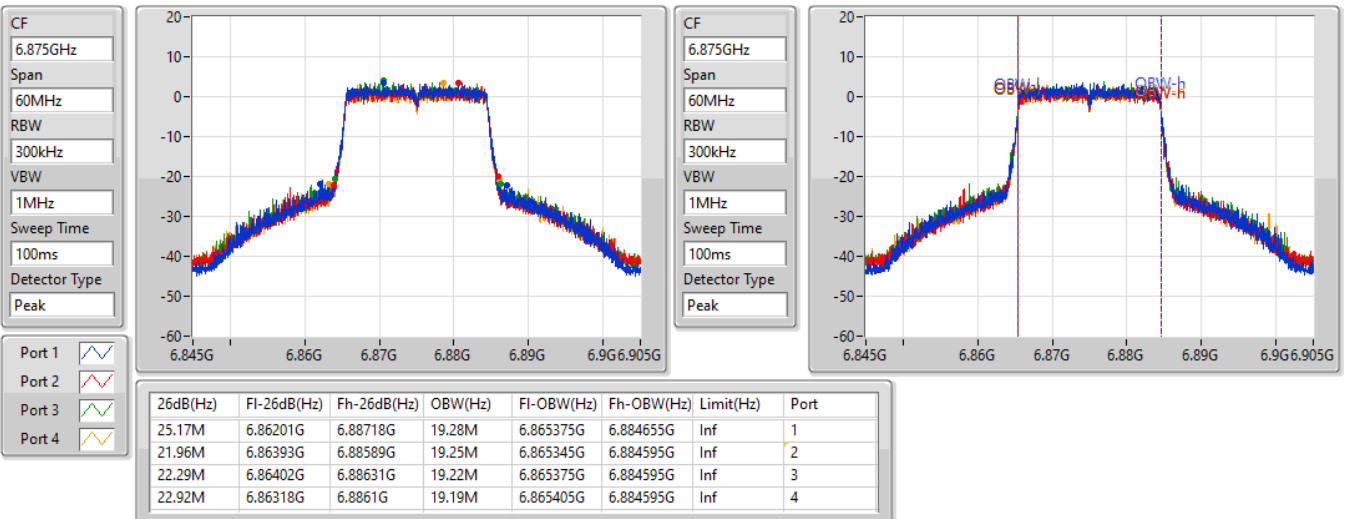 CF
6.875GHz
Span
60MHz
RBW
300kHz
VBW
1MHz
Sweep Time
100ms
Detector Type
Peak
Port 1
Port 2
Port 3
Port 4
20
10
0
-10
-20
-30
-40
-50
-60
6.845G 6.86G 6.87G 6.88G 6.89G 6.9G 6.905G
CF
6.875GHz
Span
60MHz
RBW
300kHz
VBW
1MHz
Sweep Time
100ms
Detector Type
Peak
20
10
0
-10
-20
-30
-40
-50
-60
OBW-l OBW-h
OBW-h
6.845G 6.86G 6.87G 6.88G 6.89G 6.9G 6.905G
26dB(Hz) Fl-26dB(Hz) Fh-26dB(Hz) OBW(Hz) Fl-OBW(Hz) Fh-OBW(Hz) Limit(Hz) Port
25.17M 6.86201G 6.88718G 19.28M 6.865375G 6.884655G Inf 1
21.96M 6.86393G 6.88589G 19.25M 6.865345G 6.884595G Inf 2
22.29M 6.86402G 6.88631G 19.22M 6.865375G 6.884595G Inf 3
22.92M 6.86318G 6.8861G 19.19M 6.865405G 6.884595G Inf 4